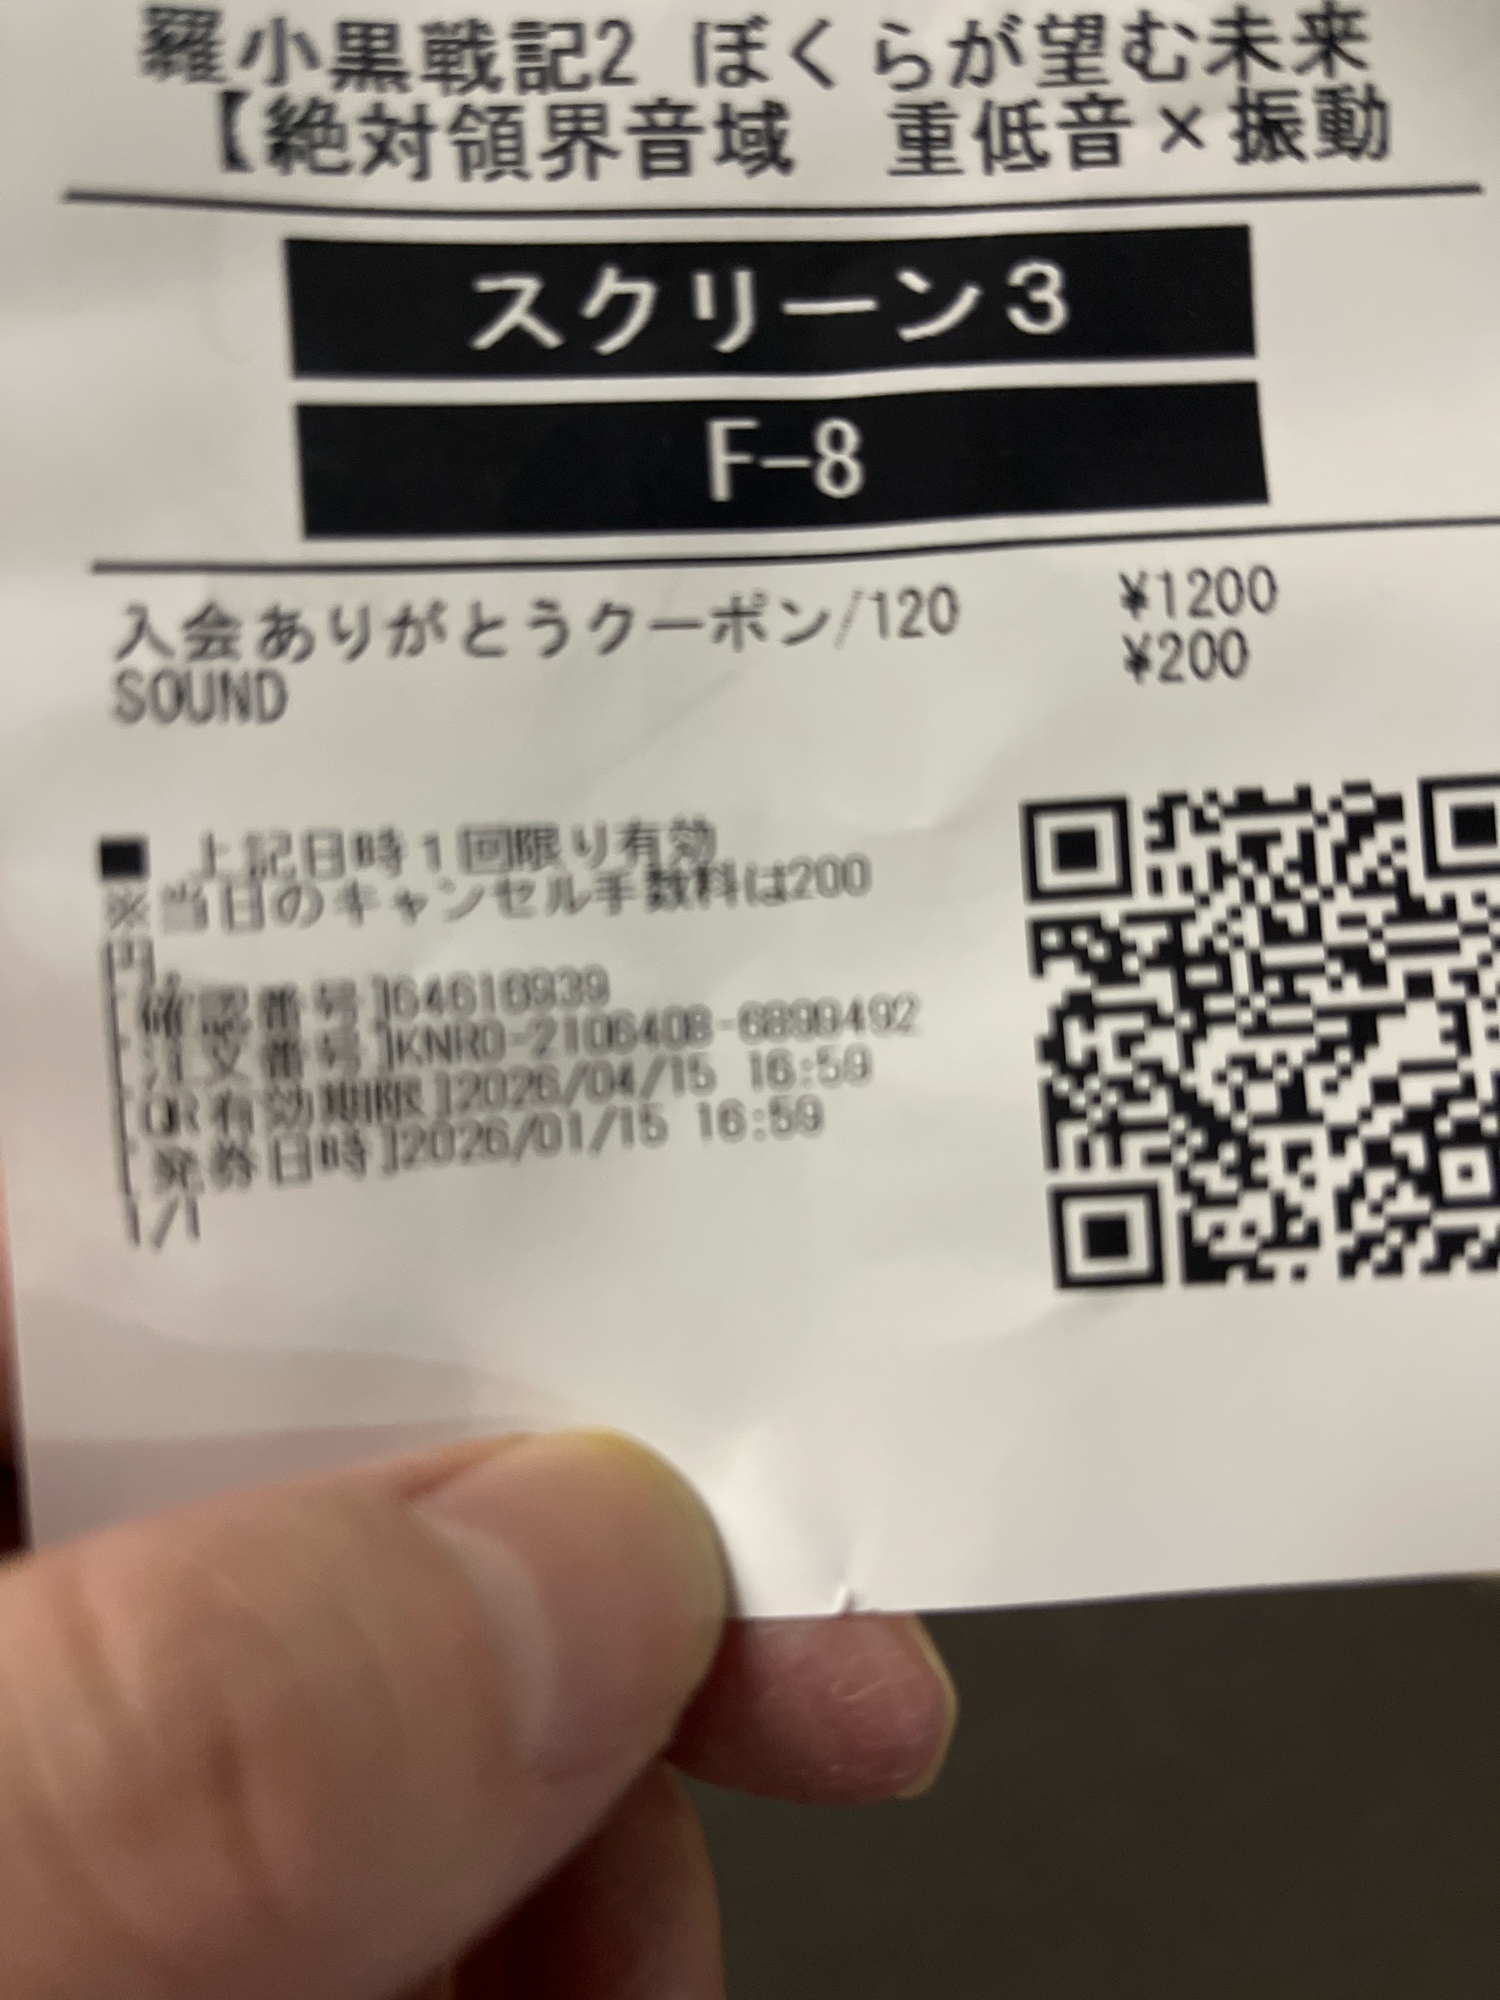 羅小黒戦記2 ぼくらが望む未来
【絶対領界音域　重低音×振動
スクリーン3
F-8
入会ありがとうクーポン/120 ¥1200
SOUND ¥200
■ 上記日時1回限り有効
※当日のキャンセル手数料は200
円。
[確認番号]64616939
[注文番号]KNRO-2106408-6899492
[QR有効期限]2026/04/15 16:59
[発券日時]2026/01/15 16:59
1/1